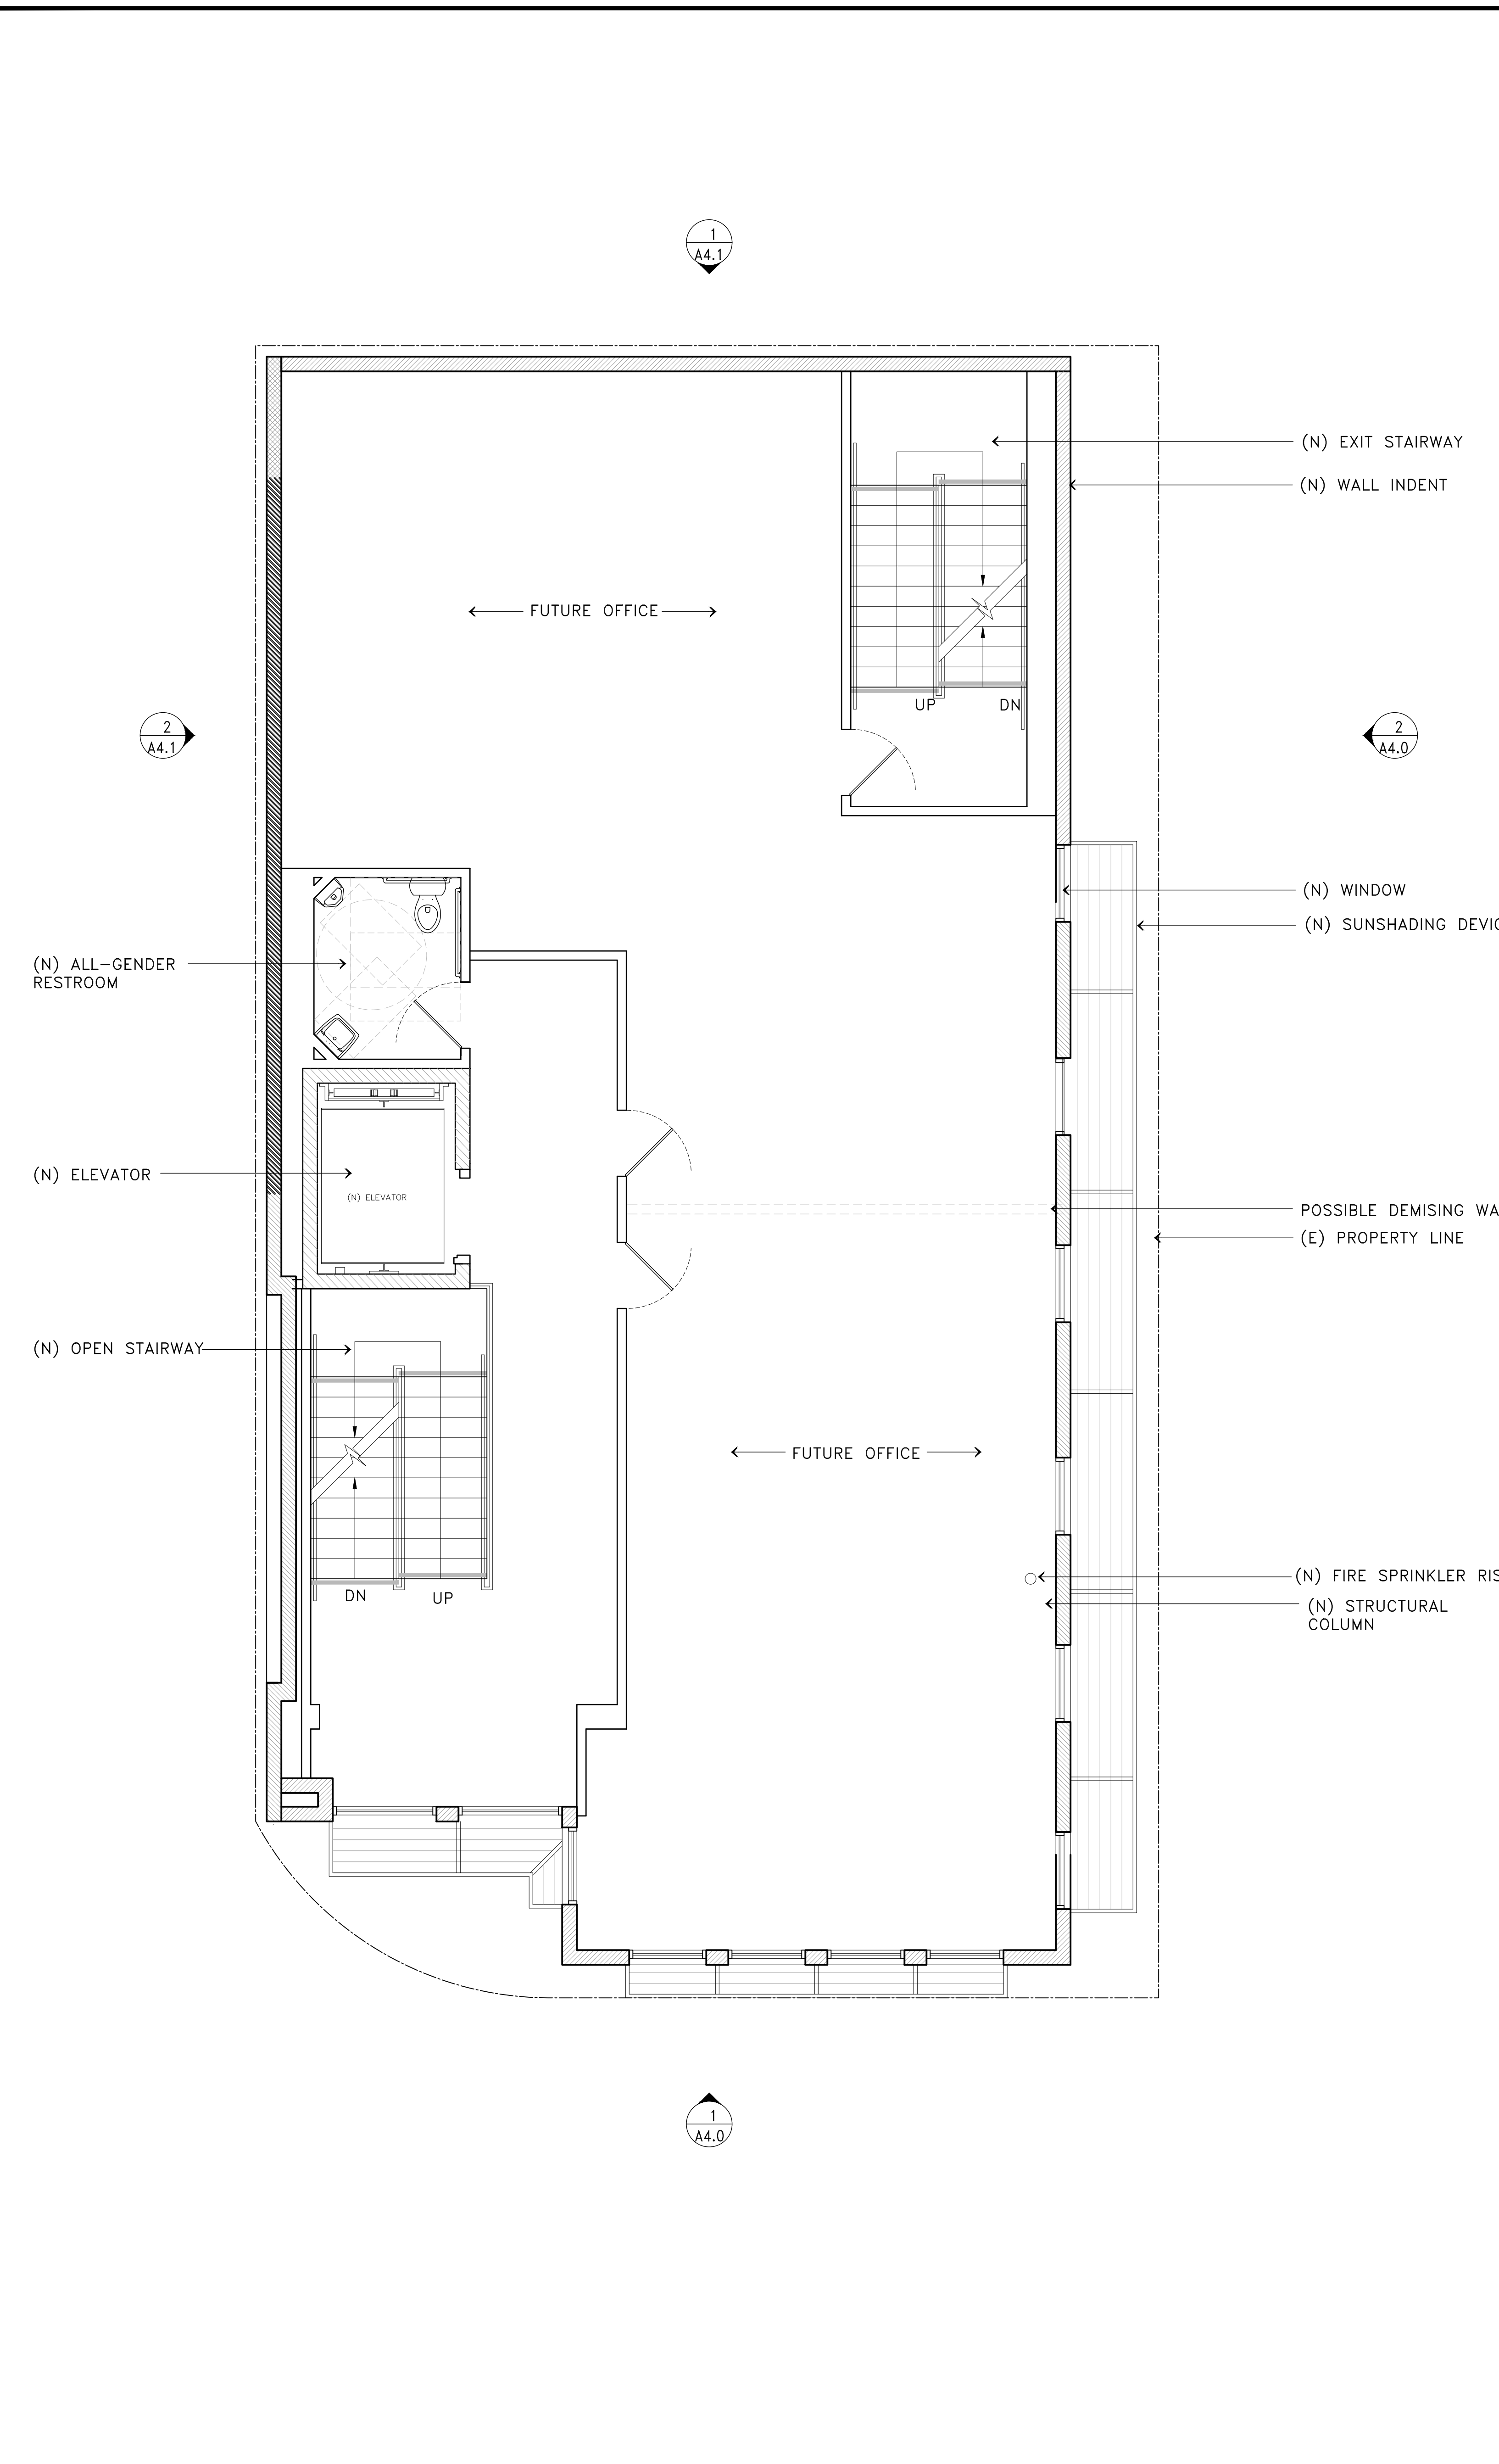 1
A4.1
(N) EXIT STAIRWAY
(N) WALL INDENT
FUTURE OFFICE
UP
DN
2
A4.1
2
A4.0
(N) WINDOW
(N) SUNSHADING DEVIC
(N) ALL-GENDER
RESTROOM
(N) ELEVATOR
(N) ELEVATOR
POSSIBLE DEMISING WA
(E) PROPERTY LINE
(N) OPEN STAIRWAY
FUTURE OFFICE
(N) FIRE SPRINKLER RIS
DN
UP
(N) STRUCTURAL
COLUMN
1
A4.0